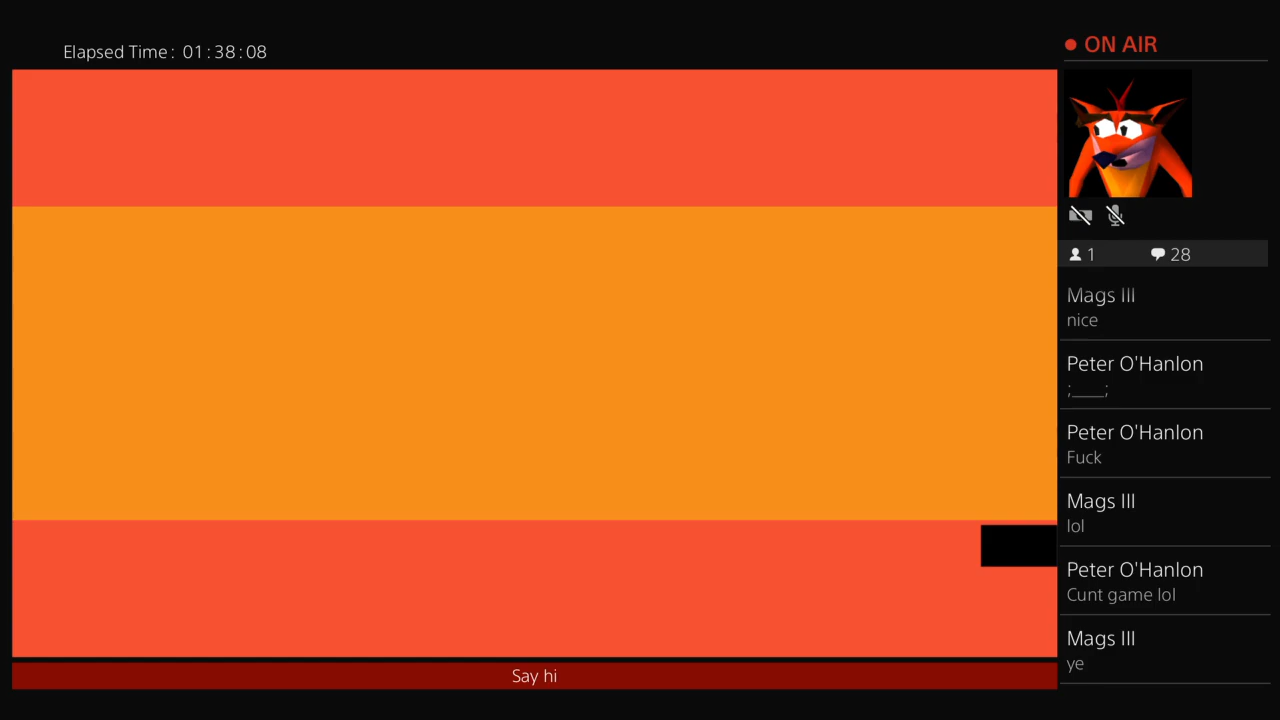 Elapsed Time: 01:38:08
ON AIR
1 28
Mags III
nice
Peter O'Hanlon
;____;
Peter O'Hanlon
Fuck
Mags III
lol
Peter O'Hanlon
Cunt game lol
Mags III
ye
Say hi